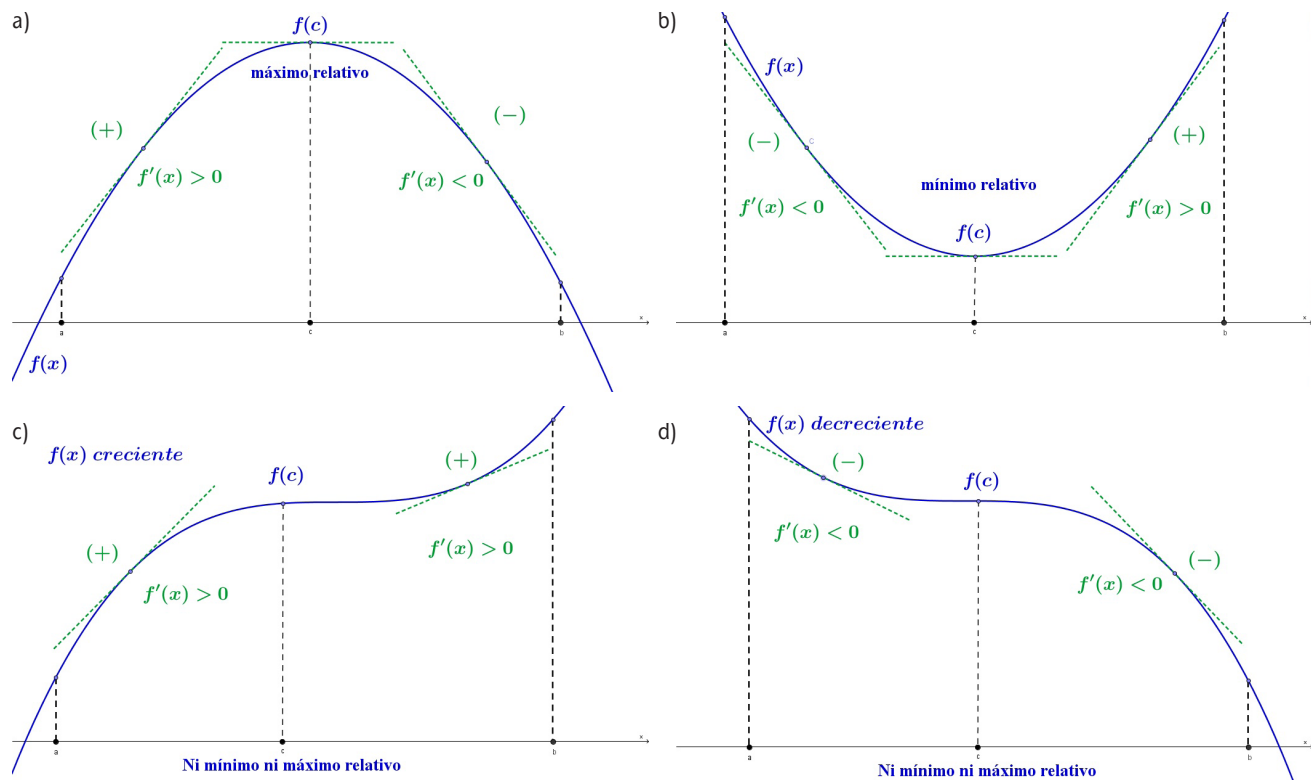 a)
f(c)
máximo relativo
(+)
(−)
f′(x) > 0
f′(x) < 0
x
a
c
b
f(x)
b)
f(x)
(−)
C
(+)
mínimo relativo
f′(x) < 0
f′(x) > 0
f(c)
x
a
c
b
c)
f(x) creciente
f(c)
(+)
(+)
f′(x) > 0
f′(x) > 0
x
a
c
b
Ni mínimo ni máximo relativo
d)
f(x) decreciente
(−)
f(c)
f′(x) < 0
(−)
f′(x) < 0
x
a
c
b
Ni mínimo ni máximo relativo